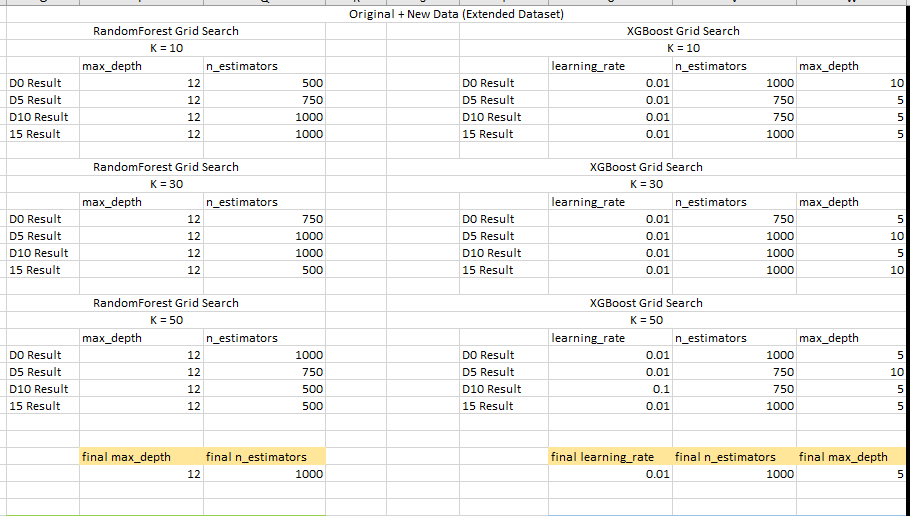 Original + New Data (Extended Dataset)
RandomForest Grid Search XGBoost Grid Search
K = 10 K = 10
max_depth n_estimators learning_rate n_estimators max_depth
D0 Result 12 500 D0 Result 0.01 1000 10
D5 Result 12 750 D5 Result 0.01 750 5
D10 Result 12 1000 D10 Result 0.01 750 5
15 Result 12 1000 15 Result 0.01 1000 5
RandomForest Grid Search XGBoost Grid Search
K = 30 K = 30
max_depth n_estimators learning_rate n_estimators max_depth
D0 Result 12 750 D0 Result 0.01 750 5
D5 Result 12 1000 D5 Result 0.01 1000 10
D10 Result 12 1000 D10 Result 0.01 1000 5
15 Result 12 500 15 Result 0.01 1000 10
RandomForest Grid Search XGBoost Grid Search
K = 50 K = 50
max_depth n_estimators learning_rate n_estimators max_depth
D0 Result 12 1000 D0 Result 0.01 1000 5
D5 Result 12 750 D5 Result 0.01 750 10
D10 Result 12 500 D10 Result 0.1 750 5
15 Result 12 500 15 Result 0.01 1000 5
final max_depth final n_estimators final learning_rate final n_estimators final max_depth
12 1000 0.01 1000 5